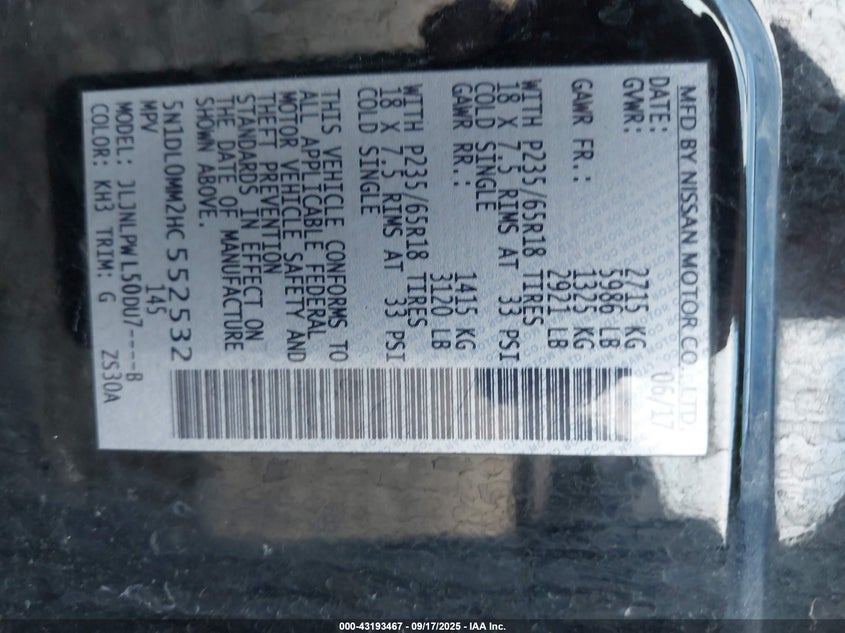 MFD BY NISSAN MOTOR CO., LTD.
DATE: 06/17
GVWR: 2715 KG
5986 LB
GAWR FR.: 1325 KG
2921 LB
WITH P235/65R18 TIRES
18 X 7.5 RIMS AT 33 PSI
COLD SINGLE
GAWR RR.: 1415 KG
3120 LB
WITH P235/65R18 TIRES
18 X 7.5 RIMS AT 33 PSI
COLD SINGLE
THIS VEHICLE CONFORMS TO
ALL APPLICABLE FEDERAL
MOTOR VEHICLE SAFETY AND
THEFT PREVENTION
STANDARDS IN EFFECT ON
THE DATE OF MANUFACTURE
SHOWN ABOVE.
5N1DL0MM2HC552532
MPV 145
MODEL: JLJNLPWL50DU7----B
COLOR: KH3 TRIM: G ZS30A
000-43193467 - 09/17/2025 - IAA Inc.